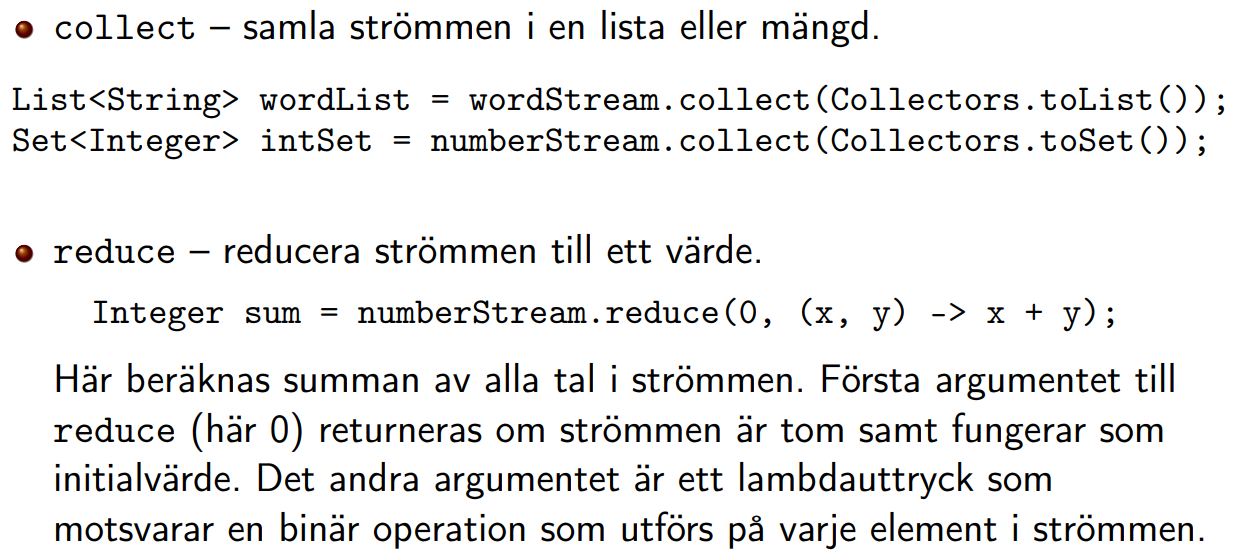 • collect – samla strömmen i en lista eller mängd.
List<String> wordList = wordStream.collect(Collectors.toList());
Set<Integer> intSet = numberStream.collect(Collectors.toSet());
• reduce – reducera strömmen till ett värde.
Integer sum = numberStream.reduce(0, (x, y) -> x + y);
Här beräknas summan av alla tal i strömmen. Första argumentet till
reduce (här 0) returneras om strömmen är tom samt fungerar som
initialvärde. Det andra argumentet är ett lambdauttryck som
motsvarar en binär operation som utförs på varje element i strömmen.